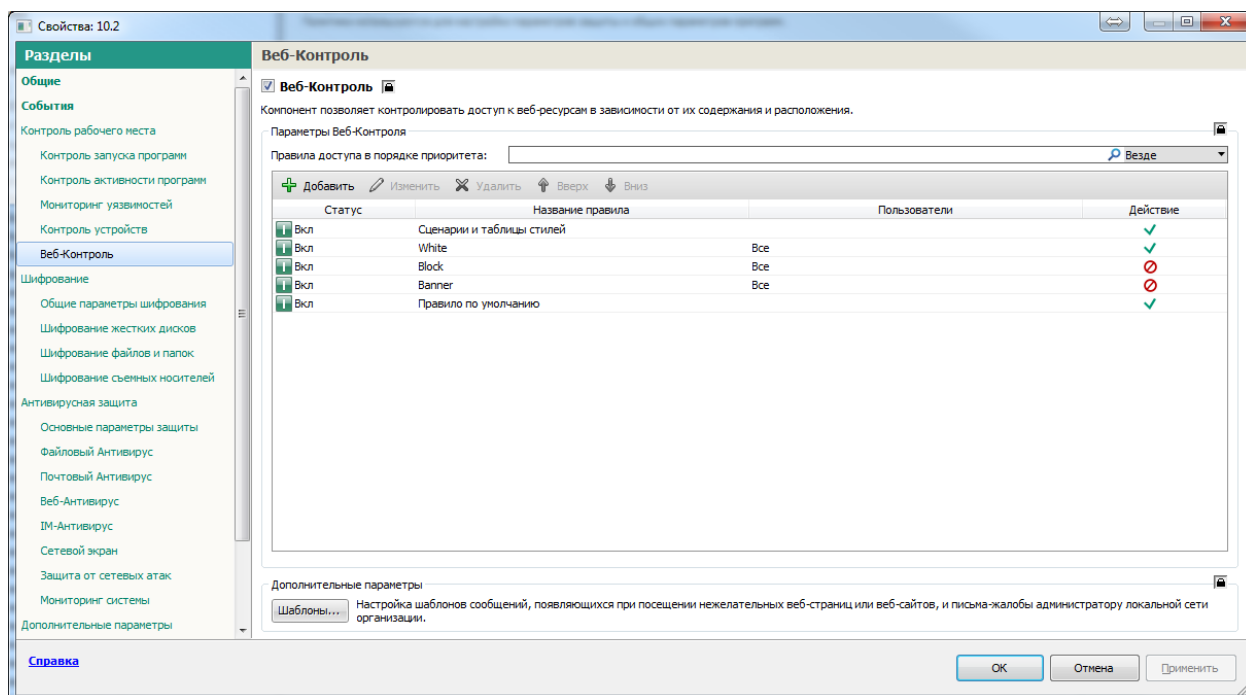 Свойства: 10.2
Разделы
Общие
События
Контроль рабочего места
Контроль запуска программ
Контроль активности программ
Мониторинг уязвимостей
Контроль устройств
Веб-Контроль
Шифрование
Общие параметры шифрования
Шифрование жестких дисков
Шифрование файлов и папок
Шифрование съемных носителей
Антивирусная защита
Основные параметры защиты
Файловый Антивирус
Почтовый Антивирус
Веб-Антивирус
IM-Антивирус
Сетевой экран
Защита от сетевых атак
Мониторинг системы
Дополнительные параметры
Веб-Контроль
Веб-Контроль
Компонент позволяет контролировать доступ к веб-ресурсам в зависимости от их содержания и расположения.
Параметры Веб-Контроля
Правила доступа в порядке приоритета: Везде
Добавить Изменить Удалить Вверх Вниз
Статус Название правила Пользователи Действие
Вкл Сценарии и таблицы стилей
Вкл White Все
Вкл Block Все
Вкл Banner Все
Вкл Правило по умолчанию
Дополнительные параметры
Шаблоны... Настройка шаблонов сообщений, появляющихся при посещении нежелательных веб-страниц или веб-сайтов, и письма-жалобы администратору локальной сети
организации.
Справка
ОК Отмена Применить